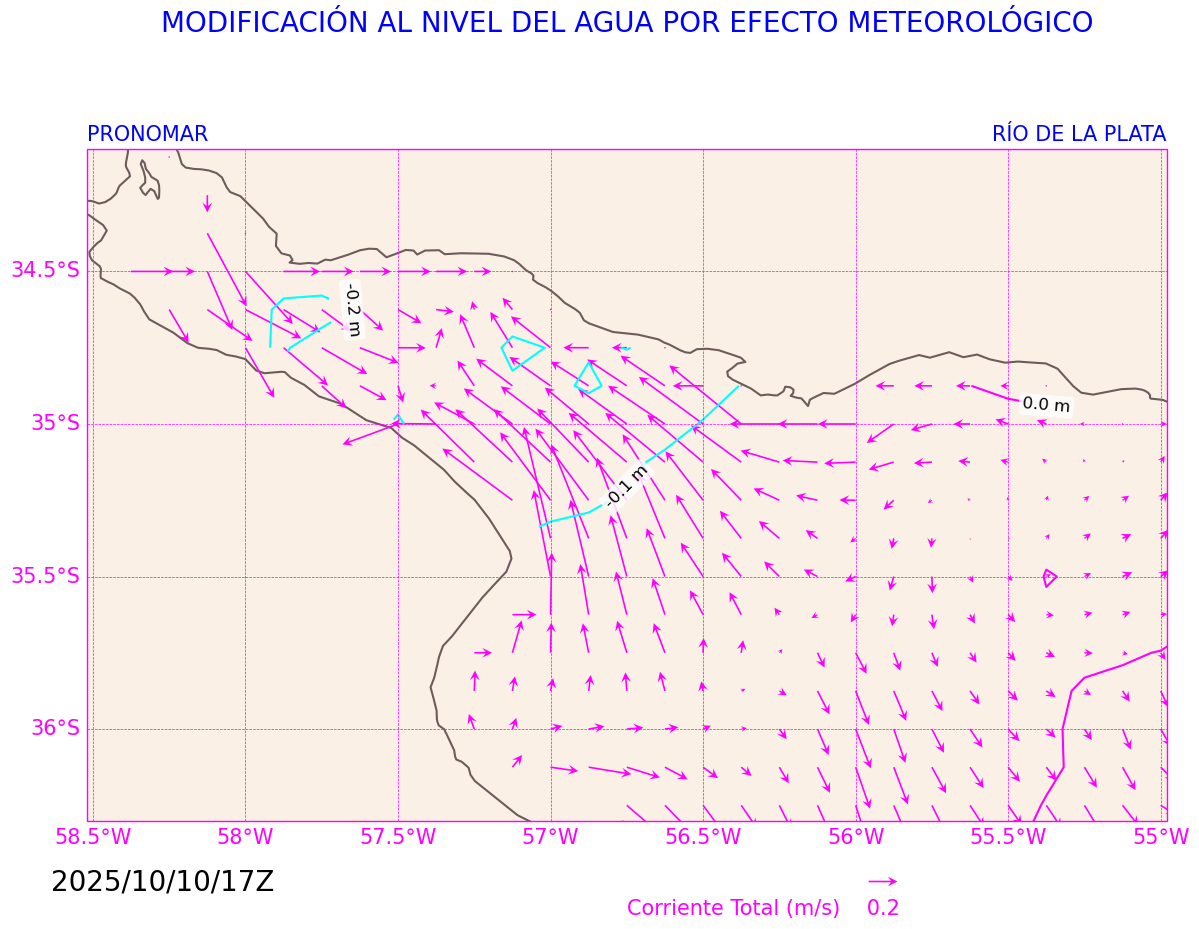 MODIFICACIÓN AL NIVEL DEL AGUA POR EFECTO METEOROLÓGICO
PRONOMAR
RÍO DE LA PLATA
34.5°S
35°S
35.5°S
36°S
-0.2 m
0.0 m
-0.1 m
58.5°W
58°W
57.5°W
57°W
56.5°W
56°W
55.5°W
55°W
2025/10/10/17Z
Corriente Total (m/s)
0.2